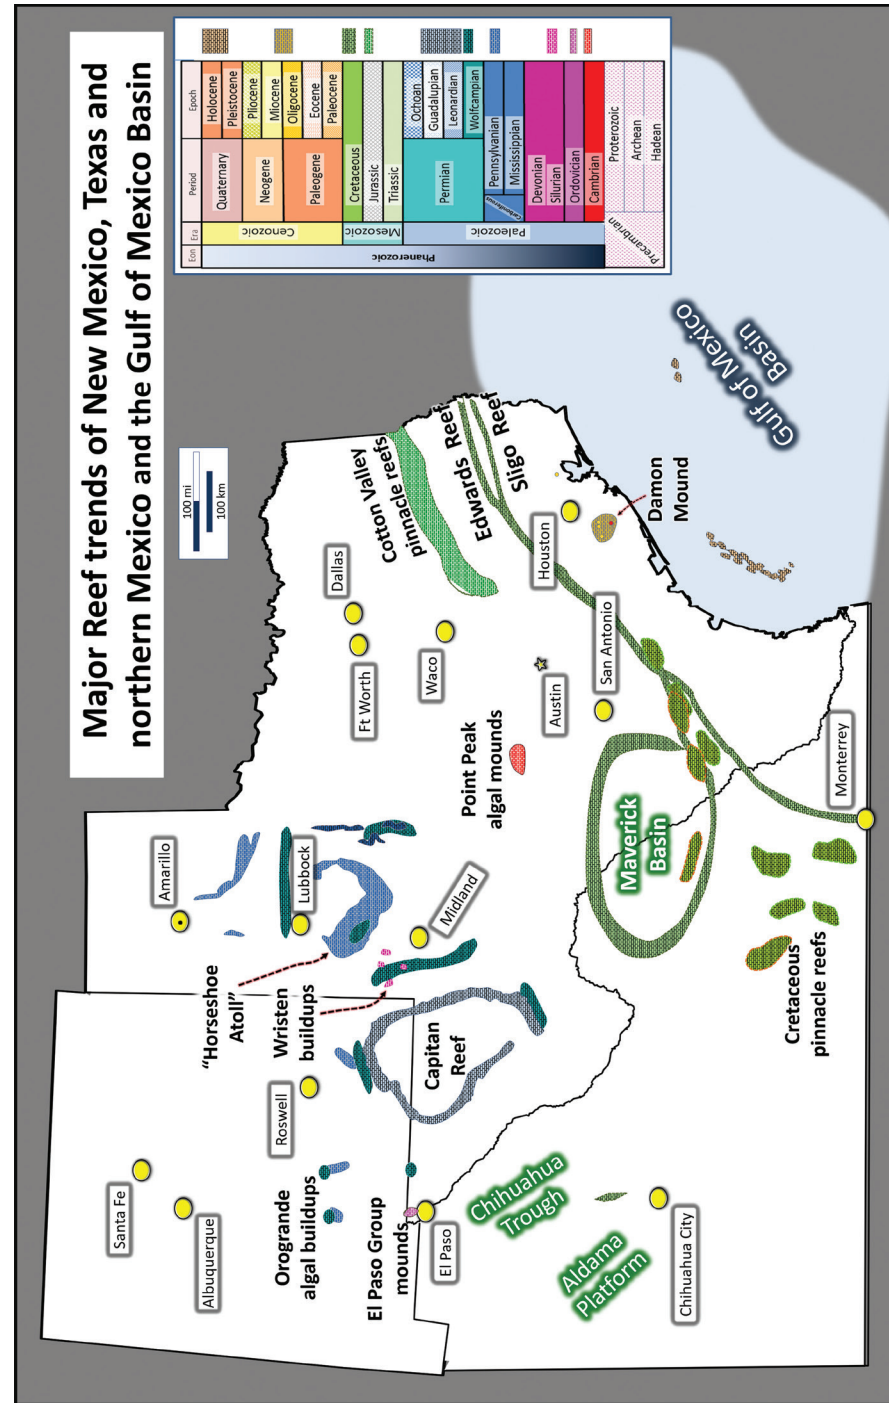 Major Reef trends of New Mexico, Texas and
northern Mexico and the Gulf of Mexico Basin
100 mi
100 km
Eon
Era
Period
Epoch
Phanerozoic
Cenozoic
Mesozoic
Paleozoic
Precambrian
Quaternary
Neogene
Paleogene
Cretaceous
Jurassic
Triassic
Permian
Carboniferous
Pennsylvanian
Mississippian
Devonian
Silurian
Ordovician
Cambrian
Proterozoic
Archean
Hadean
Holocene
Pleistocene
Pliocene
Miocene
Oligocene
Eocene
Paleocene
Ochoan
Guadalupian
Leonardian
Wolfcampian
Santa Fe
Albuquerque
Amarillo
"Horseshoe
Atoll"
Lubbock
Wristen
buildups
Roswell
Orogrande
algal buildups
El Paso Group
mounds
El Paso
Capitan
Reef
Midland
Dallas
Ft Worth
Waco
Cotton Valley
pinnacle reefs
Edwards Reef
Sligo Reef
Point Peak
algal mounds
Austin
Houston
San Antonio
Damon
Mound
Gulf of Mexico
Basin
Chihuahua
Trough
Aldama
Platform
Chihuahua City
Maverick
Basin
Cretaceous
pinnacle reefs
Monterrey